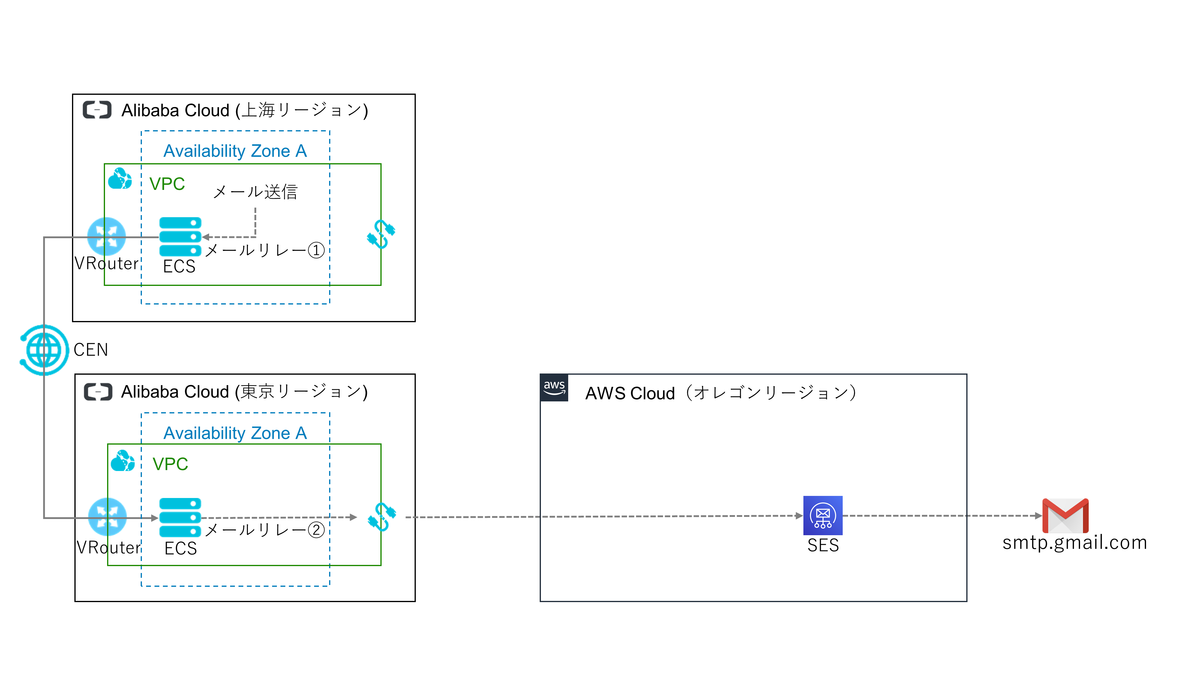 Alibaba Cloud (上海リージョン)
Availability Zone A
VPC
メール送信
メールリレー①
VRouter
ECS
CEN
Alibaba Cloud (東京リージョン)
Availability Zone A
VPC
メールリレー②
VRouter
ECS
aws
AWS Cloud（オレゴンリージョン）
SES
smtp.gmail.com